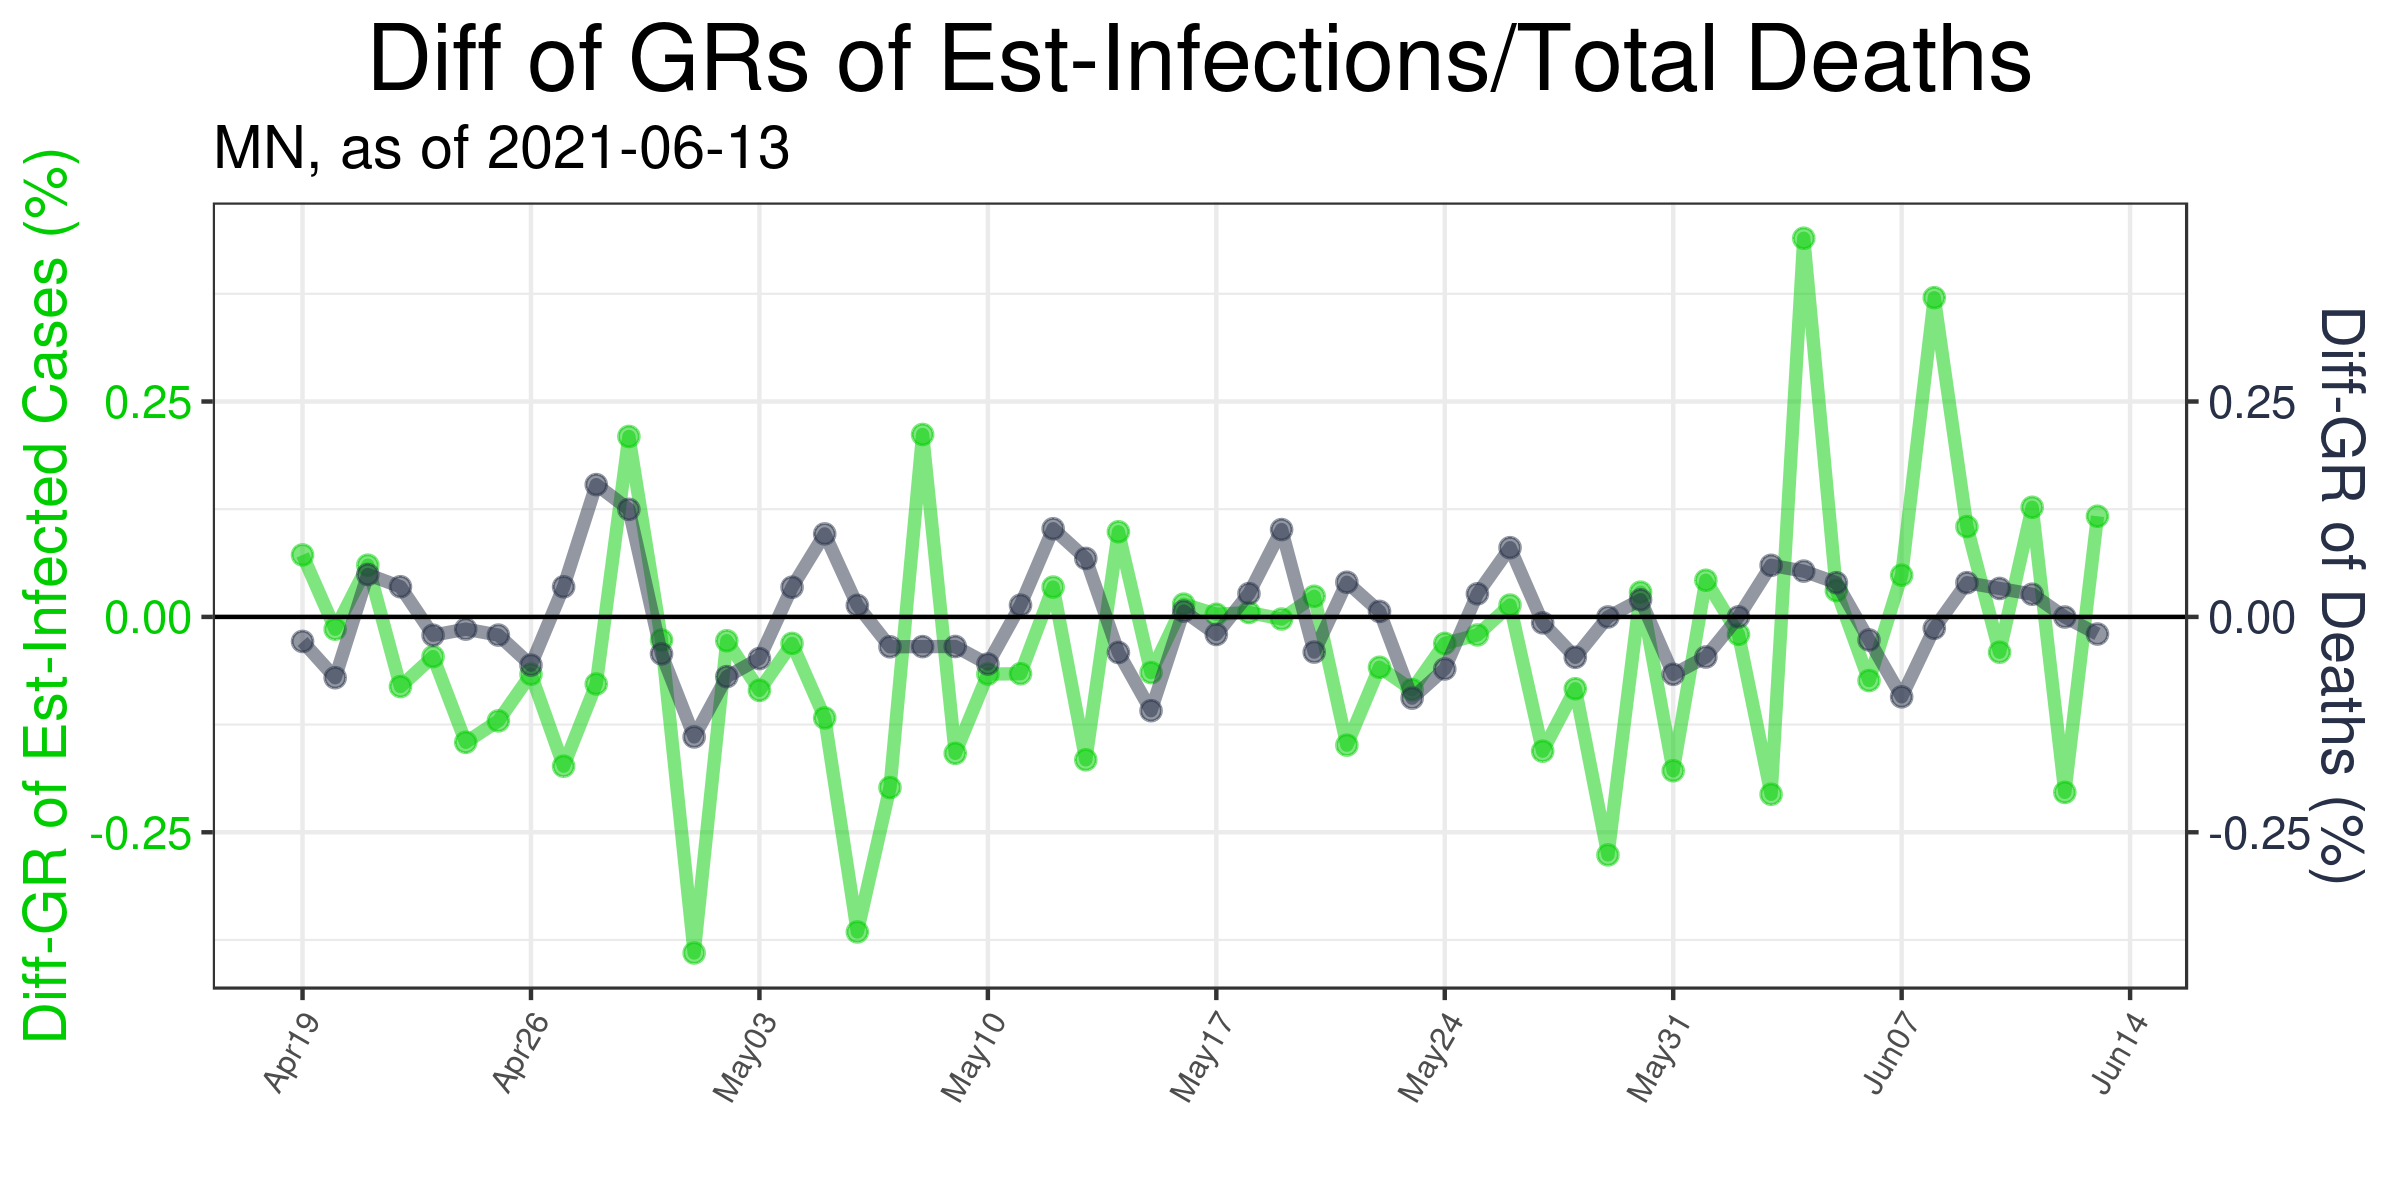 Diff of GRs of Est-Infections/Total Deaths
MN, as of 2021-06-13
Diff-GR of Est-Infected Cases (%)
0.25
0.00
-0.25
0.25
0.00
-0.25
Diff-GR of Deaths (%)
Apr19
Apr26
May03
May10
May17
May24
May31
Jun07
Jun14